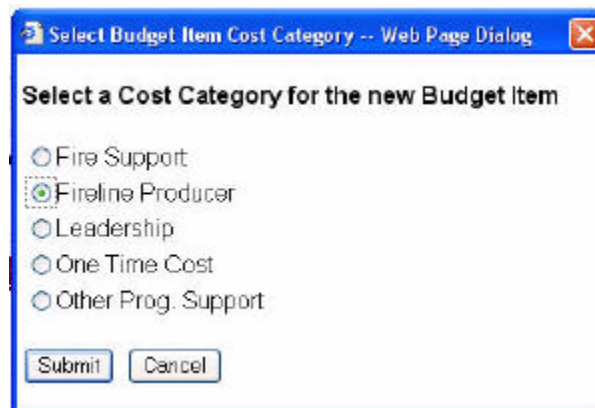 Select Budget Item Cost Category -- Web Page Dialog
Select a Cost Category for the new Budget Item
Fire Support
Fireline Producer
Leadership
One Time Cost
Other Prog. Support
Submit Cancel